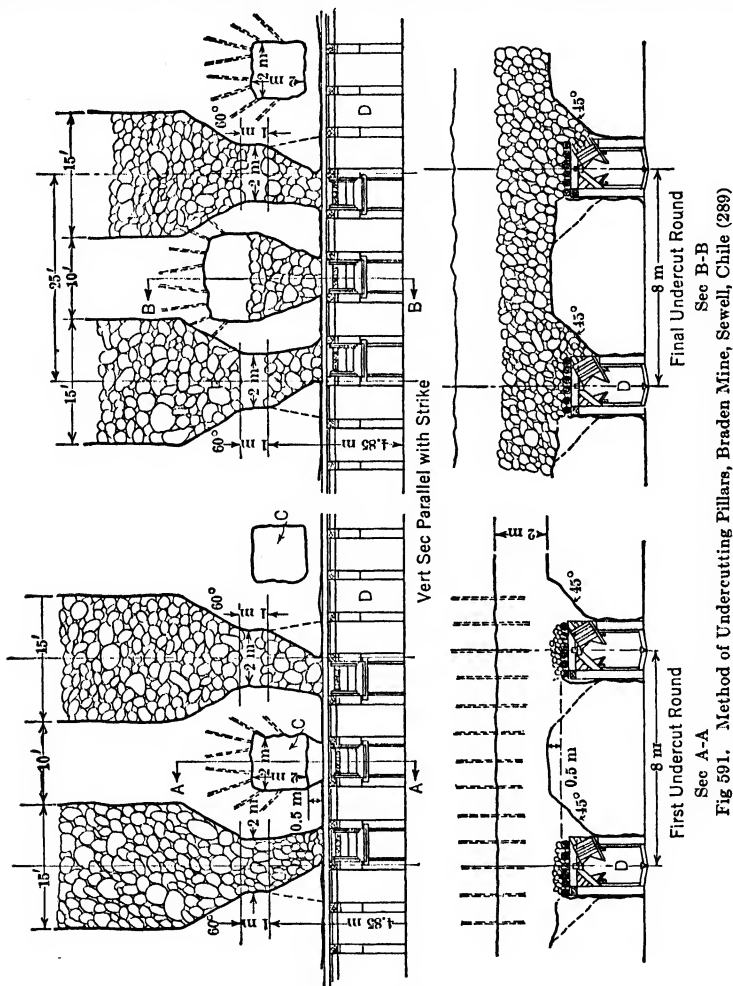 15'
10'
15'
A
60°
60°
1 m
2 m
2 m
2 m
2 m
C
1 m
C
0.5 m
4.85 m
D
A
25'
15'
10'
15'
B
60°
60°
1 m
2 m
2 m
1 m
2 m
2 m
4.85 m
D
B
Vert Sec Parallel with Strike
2 m
45°
0.5 m
45°
D
8 m
First Undercut Round
Sec A-A
45°
45°
D
8 m
Final Undercut Round
Sec B-B
Fig 591. Method of Undercutting Pillars, Braden Mine, Sewell, Chile (289)